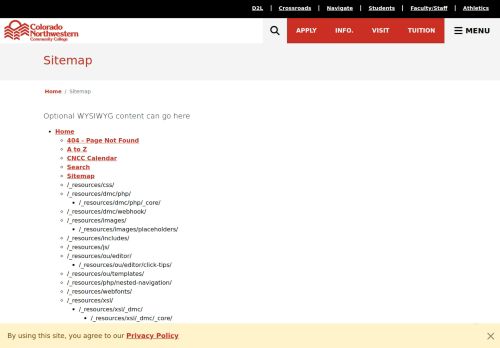 D2L | Crossroads | Navigate | Students | Faculty/Staff | Athletics
Colorado
Northwestern
Community College
APPLY INFO. VISIT TUITION MENU
Sitemap
Home / Sitemap
Optional WYSIWYG content can go here
Home
404 - Page Not Found
A to Z
CNCC Calendar
Search
Sitemap
/_resources/css/
/_resources/dmc/php/
/_resources/dmc/php/_core/
/_resources/dmc/webhook/
/_resources/images/
/_resources/images/placeholders/
/_resources/includes/
/_resources/js/
/_resources/ou/editor/
/_resources/ou/editor/click-tips/
/_resources/ou/templates/
/_resources/php/nested-navigation/
/_resources/webfonts/
/_resources/xsl/
/_resources/xsl/_dmc/
/_resources/xsl/_dmc/_core/
By using this site, you agree to our Privacy Policy